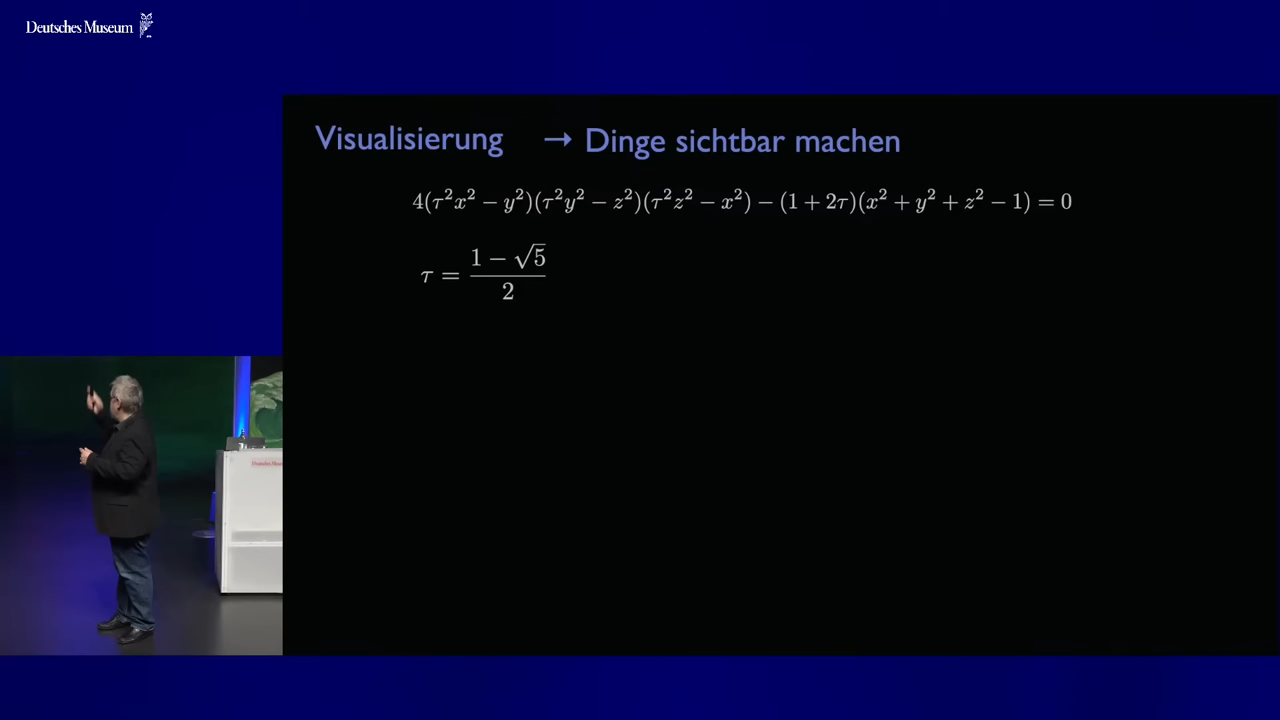 Deutsches Museum
Visualisierung → Dinge sichtbar machen
4(τ²x² − y²)(τ²y² − z²)(τ²z² − x²) − (1 + 2τ)(x² + y² + z² − 1) = 0
τ = (1 − √5)/2